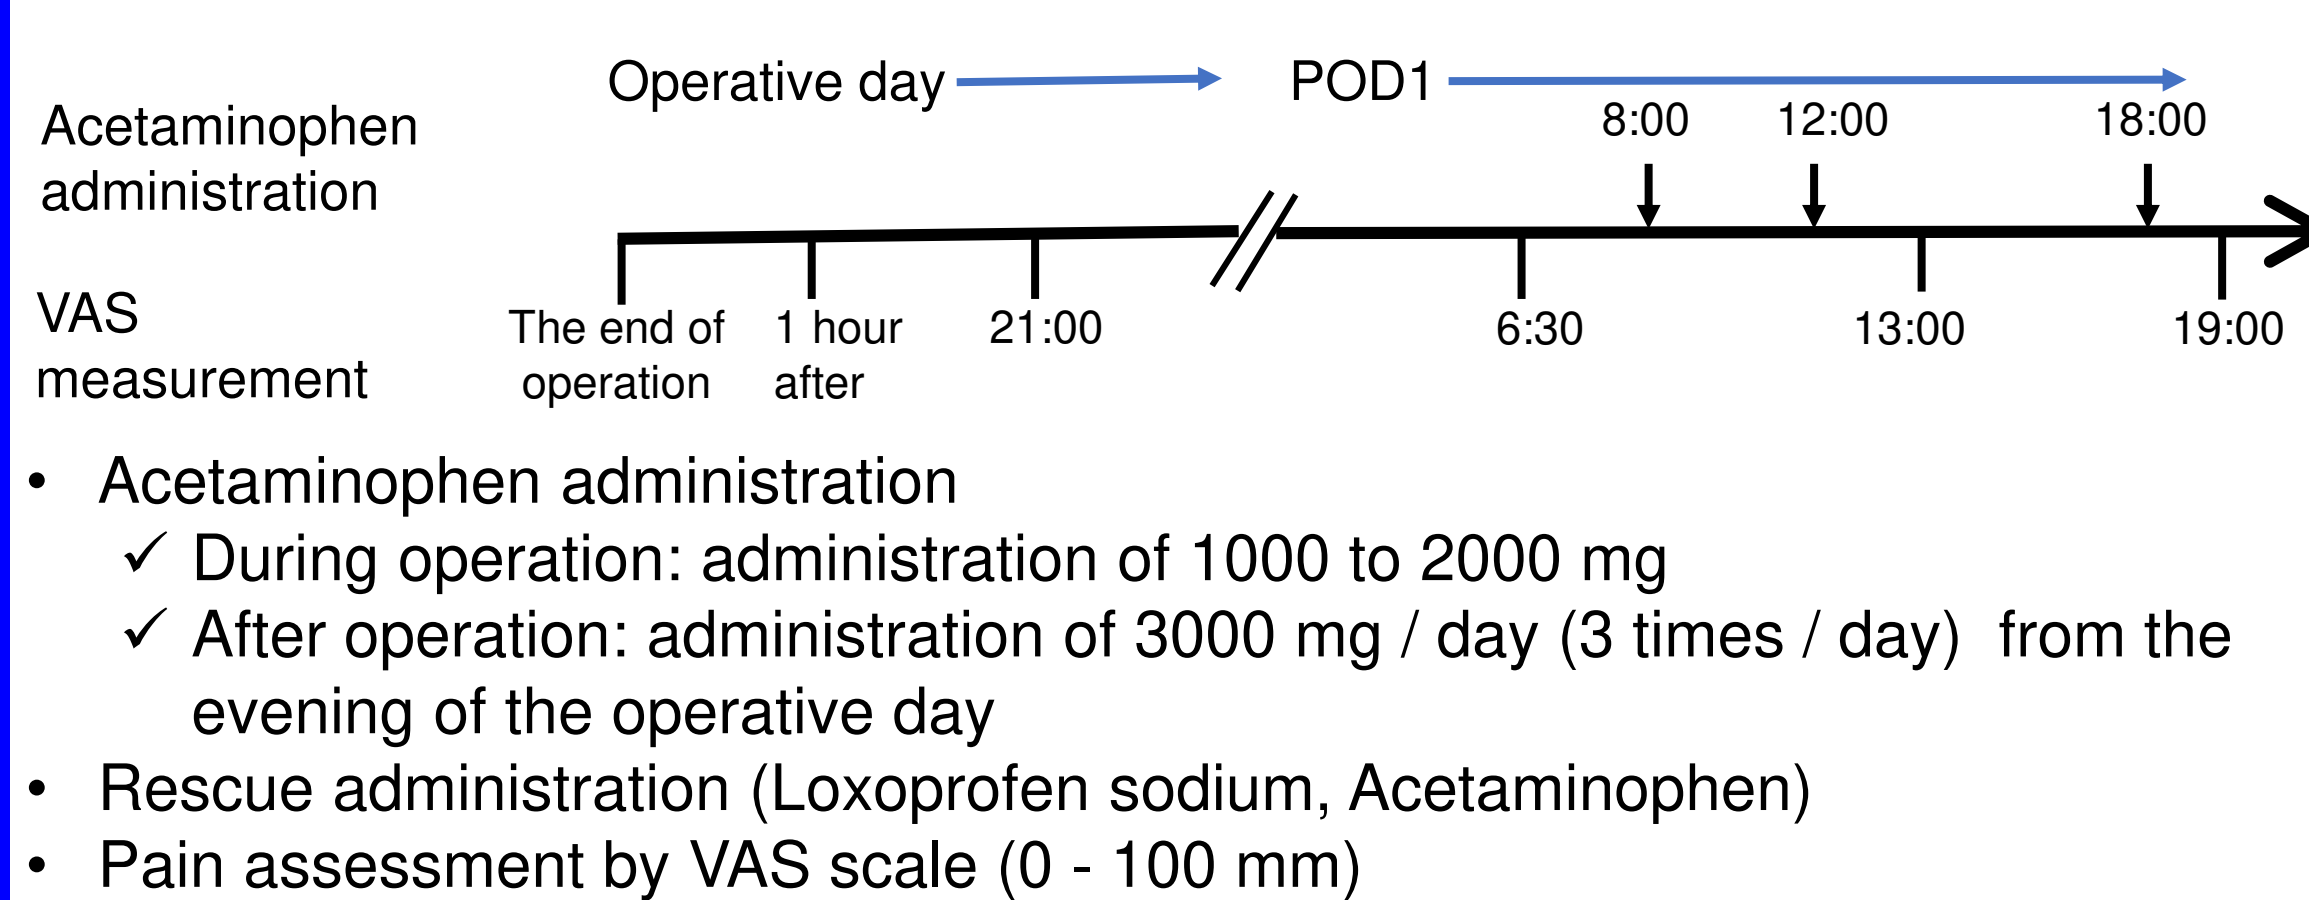 Operative day
POD1
8:00
12:00
18:00
Acetaminophen
administration
VAS
measurement
The end of
operation
1 hour
after
21:00
6:30
13:00
19:00
• Acetaminophen administration
✓ During operation: administration of 1000 to 2000 mg
✓ After operation: administration of 3000 mg / day (3 times / day) from the
evening of the operative day
• Rescue administration (Loxoprofen sodium, Acetaminophen)
• Pain assessment by VAS scale (0 - 100 mm)